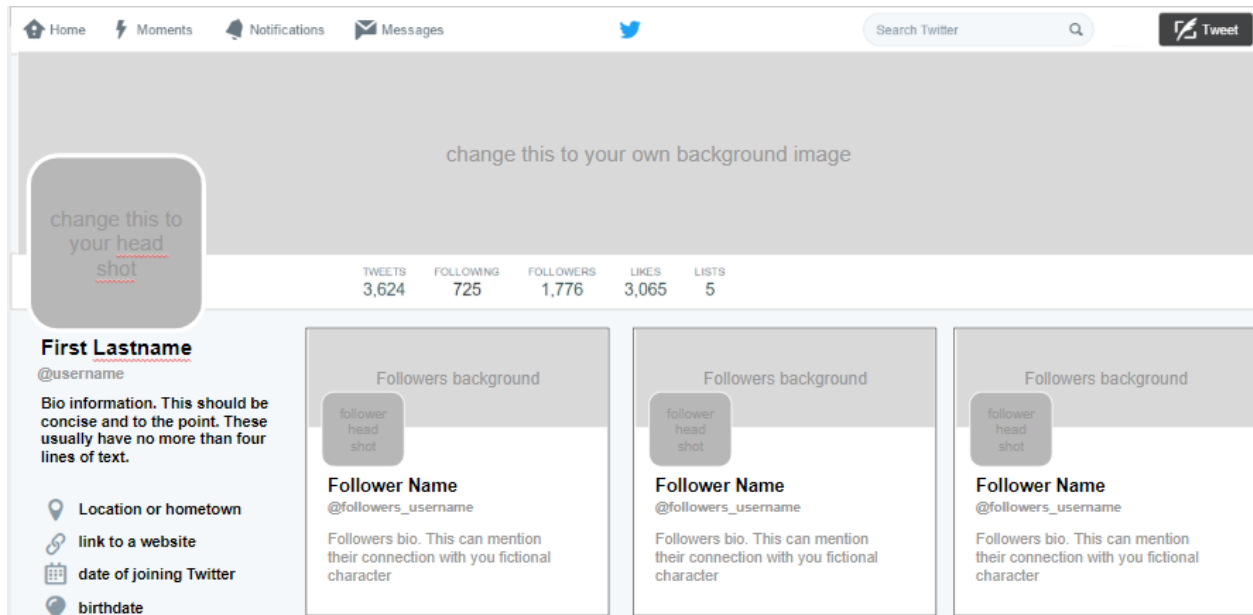 Home Moments Notifications Messages Search Twitter Tweet
change this to your own background image
change this to
your head
shot
TWEETS FOLLOWING FOLLOWERS LIKES LISTS
3,624 725 1,776 3,065 5
First Lastname
@username
Bio information. This should be
concise and to the point. These
usually have no more than four
lines of text.
Location or hometown
link to a website
date of joining Twitter
birthdate
Followers background
follower
head
shot
Follower Name
@followers_username
Followers bio. This can mention
their connection with you fictional
character
Followers background
follower
head
shot
Follower Name
@followers_username
Followers bio. This can mention
their connection with you fictional
character
Followers background
follower
head
shot
Follower Name
@followers_username
Followers bio. This can mention
their connection with you fictional
character